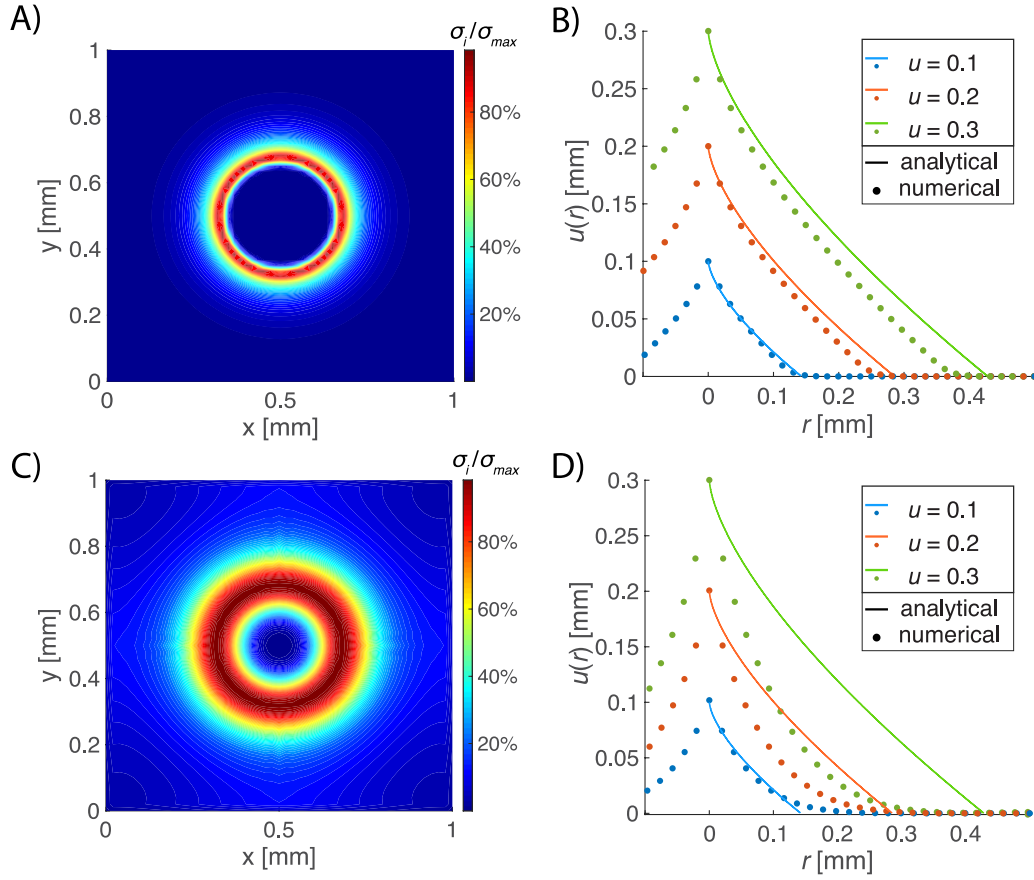 A)
σi/σmax
1
0.8
0.6
0.4
0.2
0
y [mm]
0
0.5
1
x [mm]
80%
60%
40%
20%
B)
0.3
0.25
0.2
0.15
0.1
0.05
0
u(r) [mm]
0
0.1
0.2
0.3
0.4
r [mm]
u = 0.1
u = 0.2
u = 0.3
analytical
numerical
C)
σi/σmax
1
0.8
0.6
0.4
0.2
0
y [mm]
0
0.5
1
x [mm]
80%
60%
40%
20%
D)
0.3
0.25
0.2
0.15
0.1
0.05
0
u(r) [mm]
0
0.1
0.2
0.3
0.4
r [mm]
u = 0.1
u = 0.2
u = 0.3
analytical
numerical